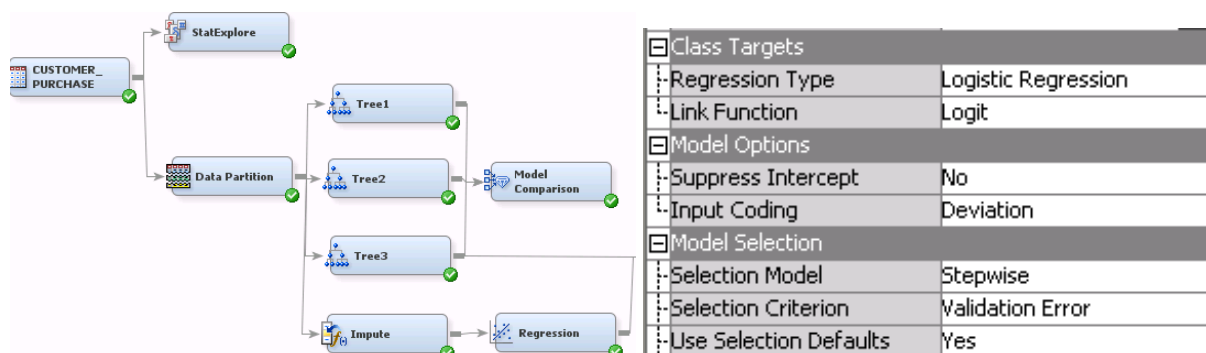 StatExplore
CUSTOMER_
PURCHASE
Tree1
Data Partition
Tree2
Model
Comparison
Tree3
Impute
Regression
Class Targets
Regression Type Logistic Regression
Link Function Logit
Model Options
Suppress Intercept No
Input Coding Deviation
Model Selection
Selection Model Stepwise
Selection Criterion Validation Error
Use Selection Defaults Yes